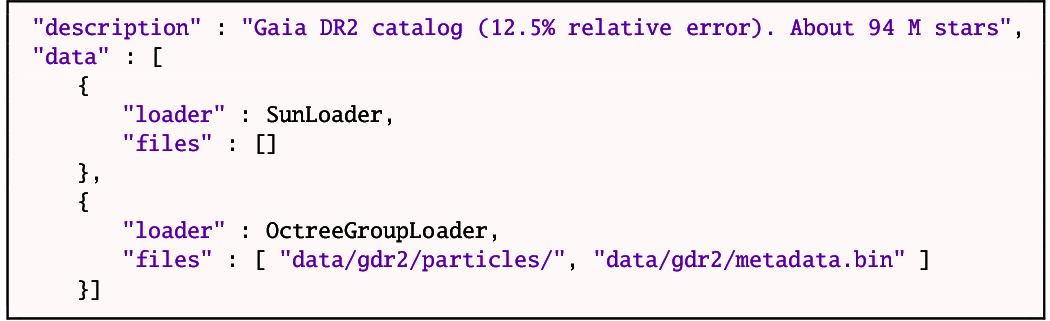 "description" : "Gaia DR2 catalog (12.5% relative error). About 94 M stars",
"data" : [
{
"loader" : SunLoader,
"files" : []
},
{
"loader" : OctreeGroupLoader,
"files" : [ "data/gdr2/particles/", "data/gdr2/metadata.bin" ]
}]